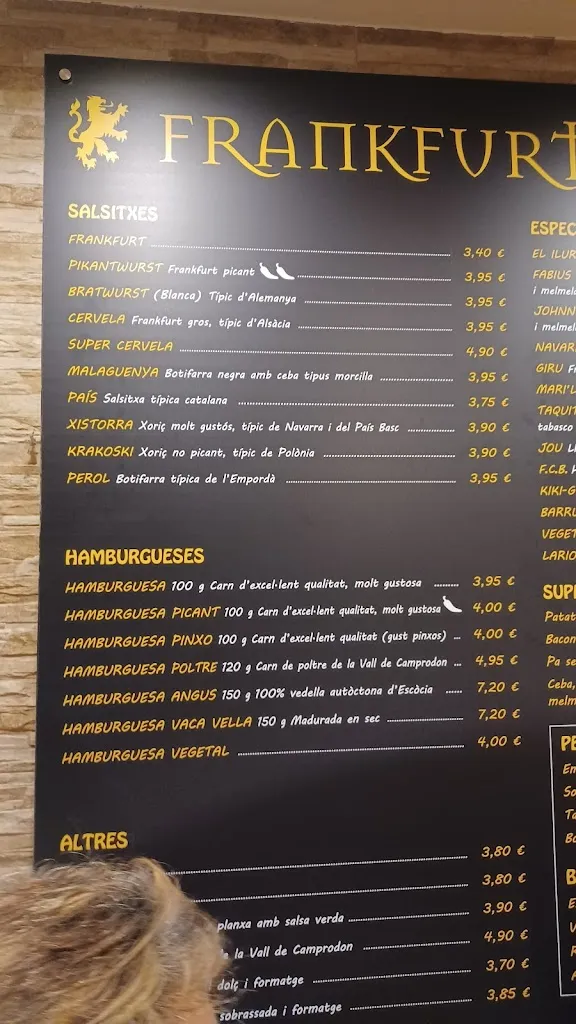 FRANKFURT
SALSITXES
FRANKFURT 3,40 €
PIKANTWURST Frankfurt picant 3,95 €
BRATWURST (Blanca) Típic d'Alemanya 3,95 €
CERVELA Frankfurt gros, típic d'Alsàcia 3,95 €
SUPER CERVELA 4,90 €
MALAGUENYA Botifarra negra amb ceba tipus morcilla 3,95 €
PAÍS Salsitxa típica catalana 3,75 €
XISTORRA Xoriç molt gustós, típic de Navarra i del País Basc 3,90 €
KRAKOSKI Xoriç no picant, típic de Polònia 3,90 €
PEROL Botifarra típica de l'Empordà 3,95 €
HAMBURGUESES
HAMBURGUESA 100 g Carn d'excel·lent qualitat, molt gustosa 3,95 €
HAMBURGUESA PICANT 100 g Carn d'excel·lent qualitat, molt gustosa 4,00 €
HAMBURGUESA PINXO 100 g Carn d'excel·lent qualitat (gust pinxos) 4,00 €
HAMBURGUESA POLTRE 120 g Carn de poltre de la Vall de Camprodon 4,95 €
HAMBURGUESA ANGUS 150 g 100% vedella autòctona d'Escòcia 7,20 €
HAMBURGUESA VACA VELLA 150 g Madurada en sec 7,20 €
HAMBURGUESA VEGETAL 4,00 €
ALTRES
3,80 €
3,80 €
planxa amb salsa verda 3,90 €
la Vall de Camprodon 4,90 €
dolç i formatge 3,70 €
sobrassada i formatge 3,85 €
ESPEC
EL ILUR
FABIUS
i melmela
JOHNN
i melmela
NAVAR
GIRU
MARI'L
TAQUIT
tabasco
JOU
F.C.B.
KIKI-G
BARRU
VEGET
LARIO
SUP
Patat
Bacon
Pa se
Ceba,
melm
PE
En
So
Ta
Bo
B
E
V
R
A